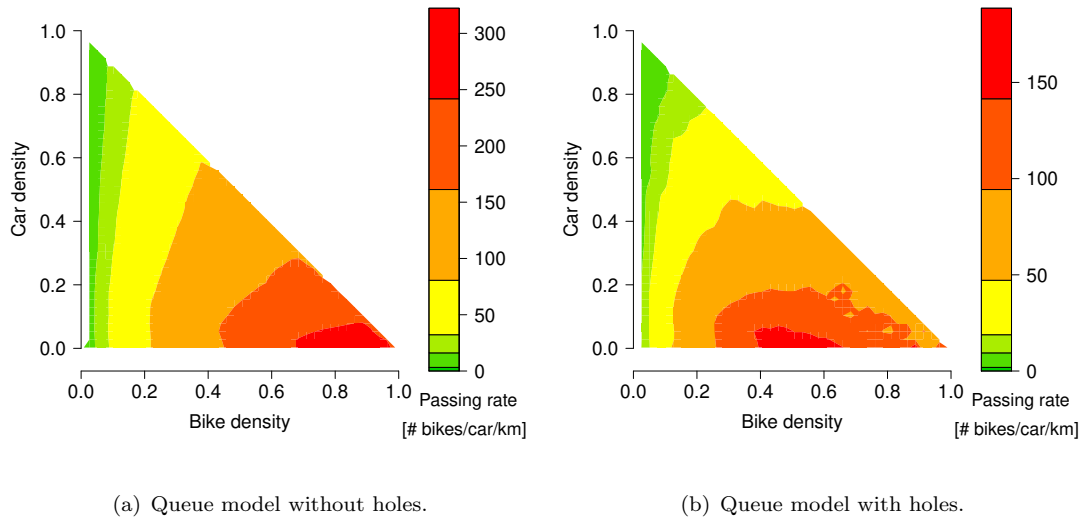 1.0
0.8
0.6
0.4
0.2
0.0
Car density
0.0 0.2 0.4 0.6 0.8 1.0
Bike density
300
250
200
150
100
50
0
Passing rate
[# bikes/car/km]
(a) Queue model without holes.
1.0
0.8
0.6
0.4
0.2
0.0
Car density
0.0 0.2 0.4 0.6 0.8 1.0
Bike density
150
100
50
0
Passing rate
[# bikes/car/km]
(b) Queue model with holes.